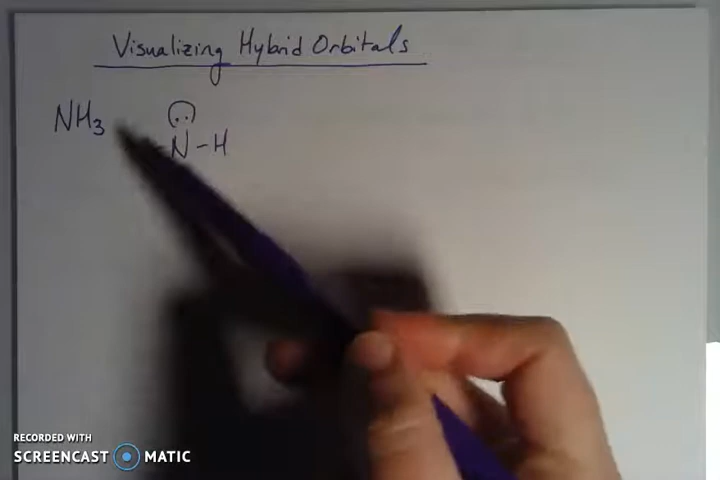 Visualizing Hybrid Orbitals
NH3
N-H
RECORDED WITH
SCREENCAST MATIC